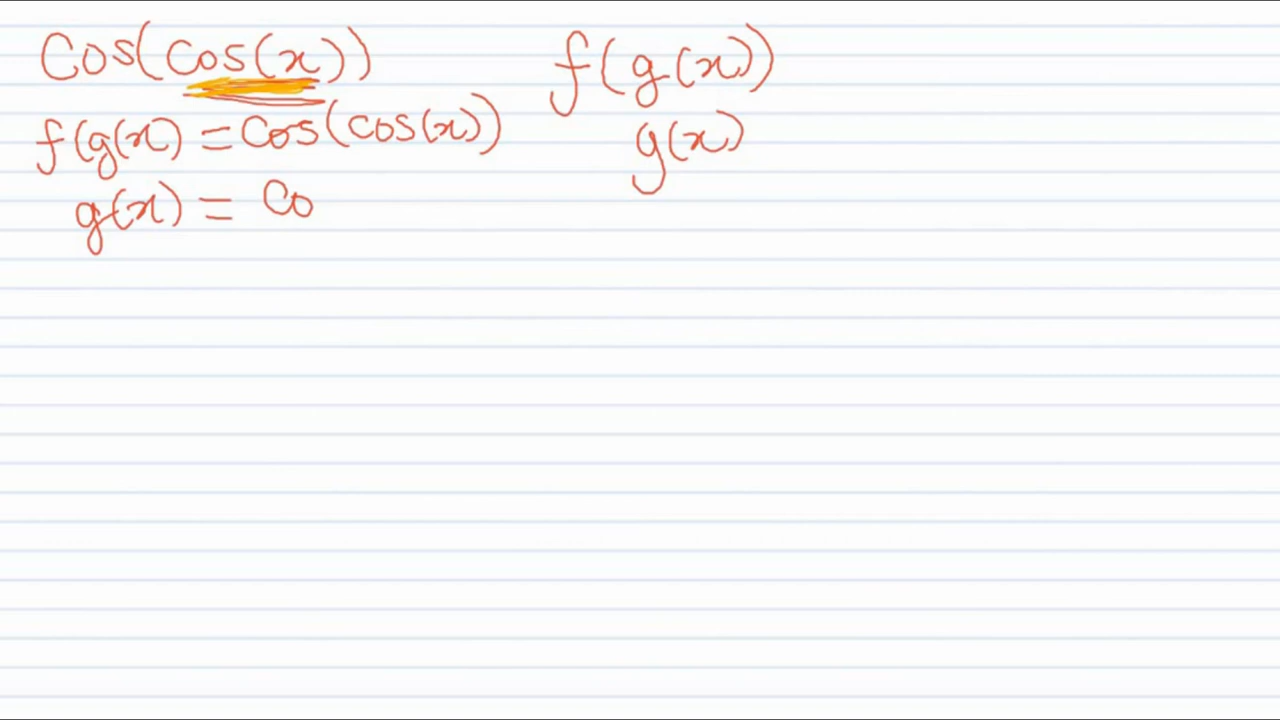 Cos(cos(x))
f(g(x) = Cos(cos(x))
g(x) = Co
f(g(x))
g(x)